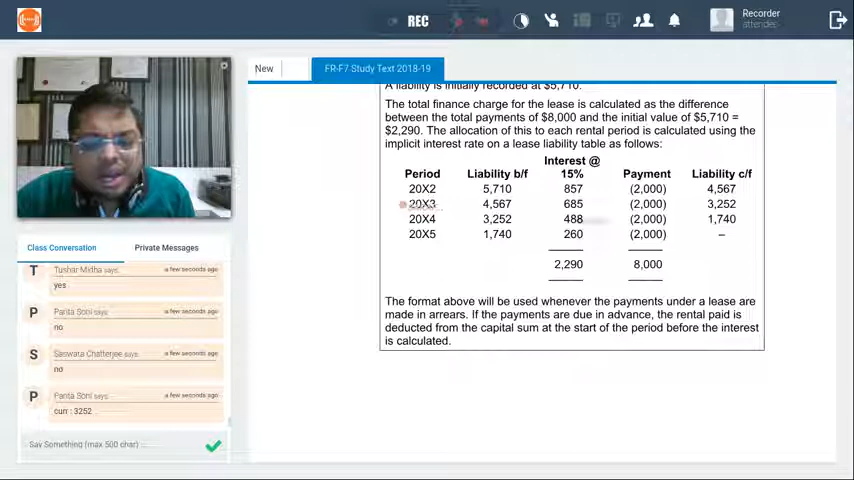 REC
Recorder
attendee
New
FR-F7 Study Text 2018-19
A liability is initially recorded at $5,710.
The total finance charge for the lease is calculated as the difference
between the total payments of $8,000 and the initial value of $5,710 =
$2,290. The allocation of this to each rental period is calculated using the
implicit interest rate on a lease liability table as follows:
Interest @
Period Liability b/f 15% Payment Liability c/f
20X2 5,710 857 (2,000) 4,567
20X3 4,567 685 (2,000) 3,252
20X4 3,252 488 (2,000) 1,740
20X5 1,740 260 (2,000) –
2,290 8,000
The format above will be used whenever the payments under a lease are
made in arrears. If the payments are due in advance, the rental paid is
deducted from the capital sum at the start of the period before the interest
is calculated.
Class Conversation Private Messages
T Tushar Midha says: a few seconds ago
yes
P Panta Soni says: a few seconds ago
no
S Saswata Chatterjee says: a few seconds ago
no
P Panta Soni says: a few seconds ago
curr : 3252
Say Something (max 500 char)